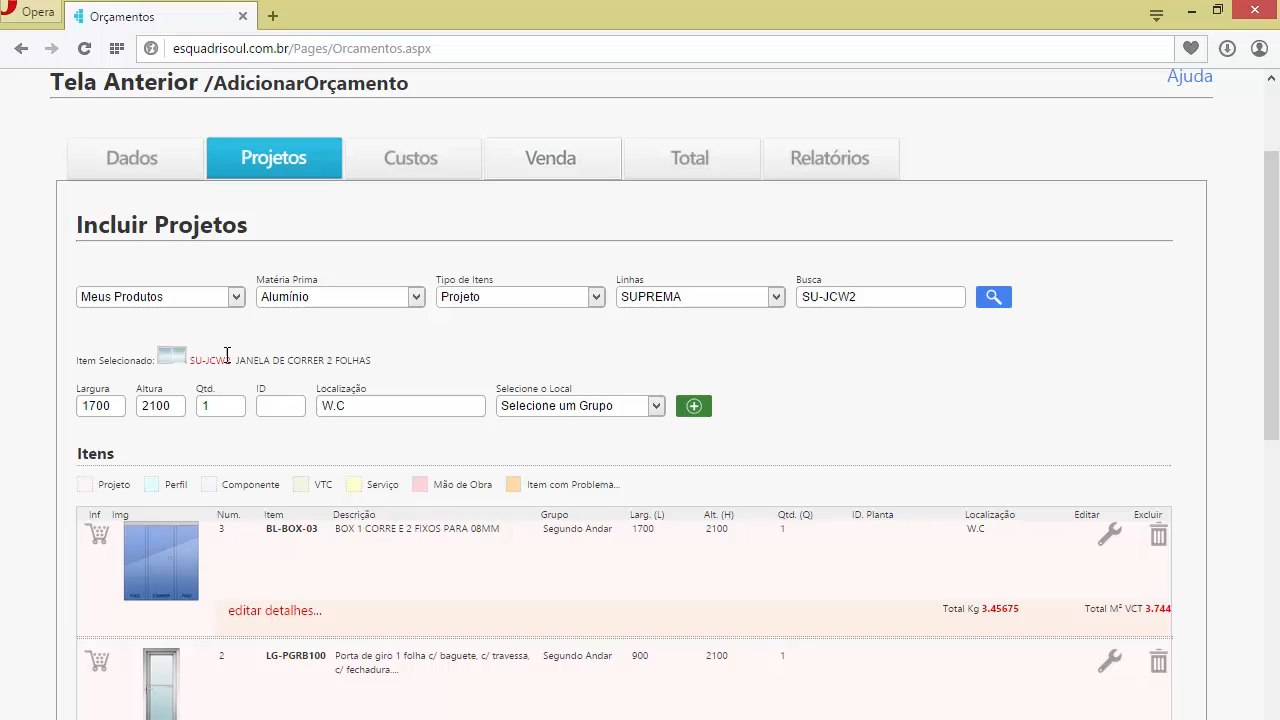 Opera
Orçamentos
esquadrisoul.com.br/Pages/Orcamentos.aspx
Tela Anterior /AdicionarOrçamento
Ajuda
Dados
Projetos
Custos
Venda
Total
Relatórios
Incluir Projetos
Matéria Prima
Tipo de Itens
Linhas
Busca
Meus Produtos
Alumínio
Projeto
SUPREMA
SU-JCW2
Item Selecionado: SU-JCW2 JANELA DE CORRER 2 FOLHAS
Largura
Altura
Qtd.
ID
Localização
Selecione o Local
1700
2100
1
W.C
Selecione um Grupo
Itens
Projeto
Perfil
Componente
VTC
Serviço
Mão de Obra
Item com Problema...
Inf
Img
Num.
Item
Descrição
Grupo
Larg. (L)
Alt. (H)
Qtd. (Q)
ID. Planta
Localização
Editar
Excluir
3
BL-BOX-03
BOX 1 CORRE E 2 FIXOS PARA 08MM
Segundo Andar
1700
2100
1
W.C
editar detalhes...
Total Kg 3.45675
Total M² VCT 3.744
2
LG-PGRB100
Porta de giro 1 folha c/ baguete, c/ travessa,
c/ fechadura....
Segundo Andar
900
2100
1